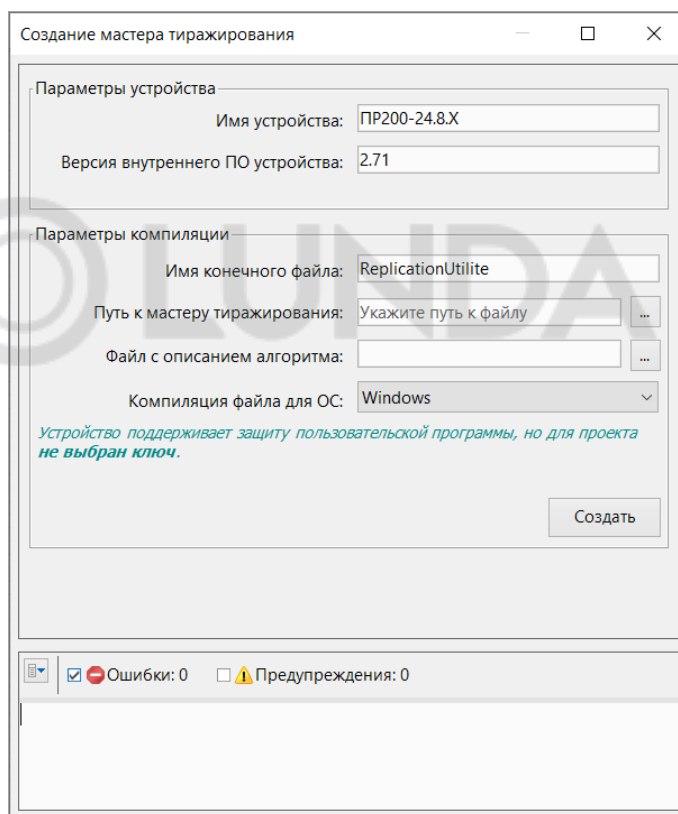 Создание мастера тиражирования
Параметры устройства
Имя устройства: ПР200-24.8.X
Версия внутреннего ПО устройства: 2.71
LUNDA
Параметры компиляции
Имя конечного файла: ReplicationUtilite
Путь к мастеру тиражирования: Укажите путь к файлу ...
Файл с описанием алгоритма: ...
Компиляция файла для ОС: Windows
Устройство поддерживает защиту пользовательской программы, но для проекта
не выбран ключ.
Создать
Ошибки: 0 Предупреждения: 0